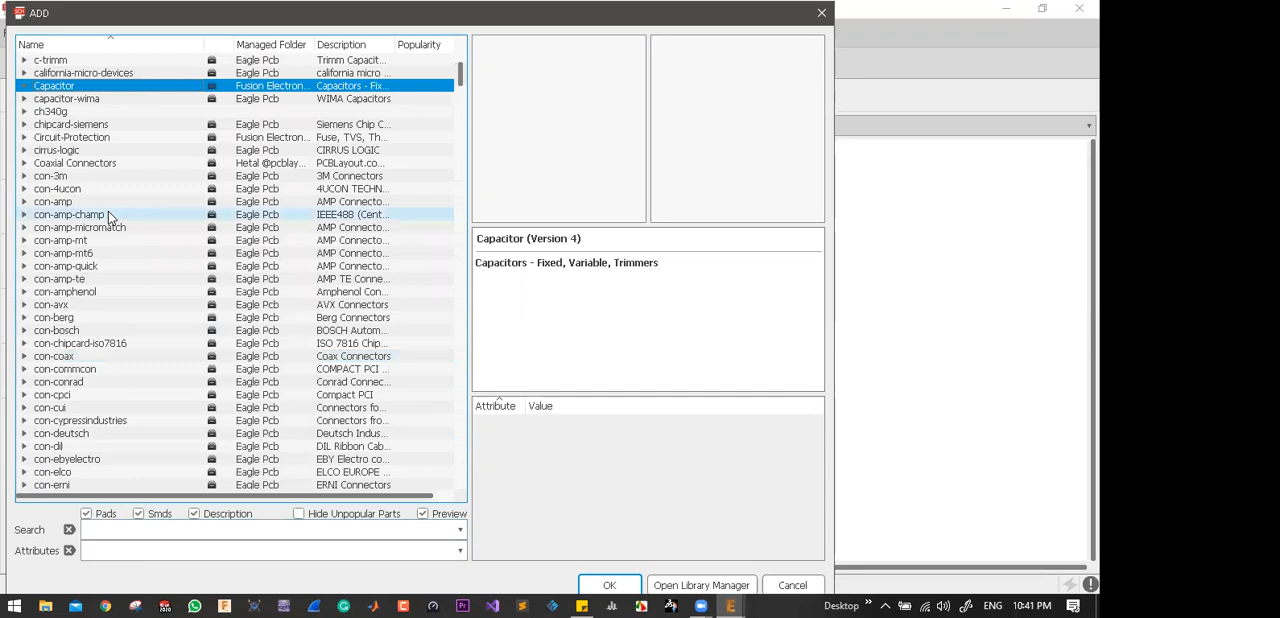 SCH ADD
Name Managed Folder Description Popularity
c-trimm Eagle Pcb Trimm Capacit...
california-micro-devices Eagle Pcb california micro ...
Capacitor Fusion Electron... Capacitors - Fix...
capacitor-wima Eagle Pcb WIMA Capacitors
ch340g
chipcard-siemens Eagle Pcb Siemens Chip C...
Circuit-Protection Fusion Electron... Fuse, TVS, Th...
cirrus-logic Eagle Pcb CIRRUS LOGIC
Coaxial Connectors Hetal @pcblay... PCBLayout.co...
con-3m Eagle Pcb 3M Connectors
con-4ucon Eagle Pcb 4UCON TECHN...
con-amp Eagle Pcb AMP Connector...
con-amp-champ Eagle Pcb IEEE488 (Cent...
con-amp-micromatch Eagle Pcb AMP Connector...
con-amp-mt Eagle Pcb AMP Connector...
con-amp-mt6 Eagle Pcb AMP Connector...
con-amp-quick Eagle Pcb AMP Connector...
con-amp-te Eagle Pcb AMP TE Conne...
con-amphenol Eagle Pcb Amphenol Con...
con-avx Eagle Pcb AVX Connectors
con-berg Eagle Pcb Berg Connectors
con-bosch Eagle Pcb BOSCH Autom...
con-chipcard-iso7816 Eagle Pcb ISO 7816 Chip...
con-coax Eagle Pcb Coax Connectors
con-commcon Eagle Pcb COMPACT PCI ...
con-conrad Eagle Pcb Conrad Connec...
con-cpci Eagle Pcb Compact PCI
con-cui Eagle Pcb Connectors fo...
con-cypressindustries Eagle Pcb Connectors fro...
con-deutsch Eagle Pcb Deutsch Indus...
con-dil Eagle Pcb DIL Ribbon Cab...
con-ebyelectro Eagle Pcb EBY Electro co...
con-elco Eagle Pcb ELCO EUROPE ...
con-erni Eagle Pcb ERNI Connectors
Capacitor (Version 4)
Capacitors - Fixed, Variable, Trimmers
Attribute Value
Pads Smds Description Hide Unpopular Parts Preview
Search
Attributes
OK Open Library Manager Cancel
Desktop » ENG 10:41 PM